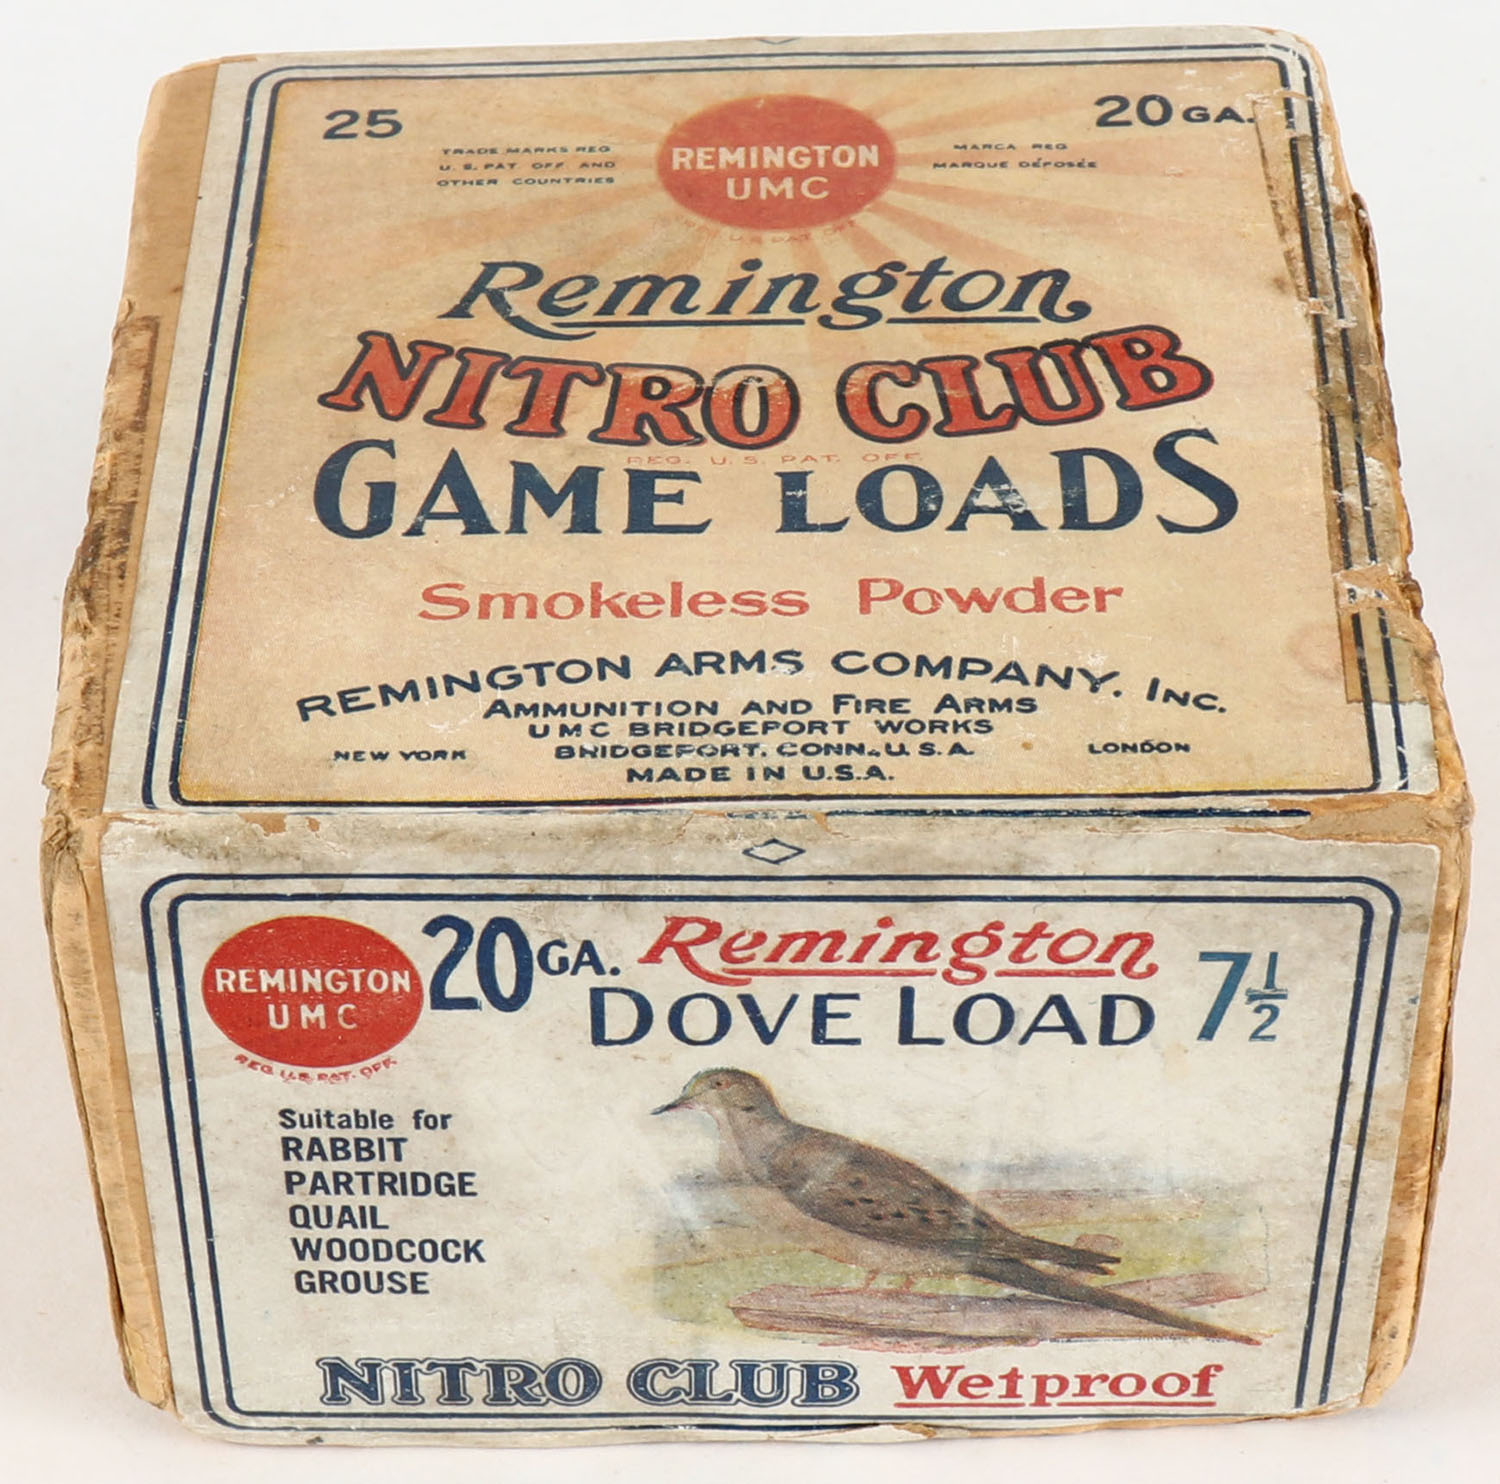 25
20 GA.
TRADE MARKS REG
U. S. PAT. OFF. AND
OTHER COUNTRIES
REMINGTON
UMC
MARCA REG
MARQUE DÉPOSÉE
Remington
NITRO CLUB
REG. U. S. PAT. OFF.
GAME LOADS
Smokeless Powder
REMINGTON ARMS COMPANY, INC.
AMMUNITION AND FIRE ARMS
UMC BRIDGEPORT WORKS
NEW YORK BRIDGEPORT, CONN. U. S. A. LONDON
MADE IN U.S.A.
REMINGTON
UMC
REG. U.S. PAT. OFF.
20 GA.
Remington
DOVE LOAD
7 1/2
Suitable for
RABBIT
PARTRIDGE
QUAIL
WOODCOCK
GROUSE
NITRO CLUB Wetproof